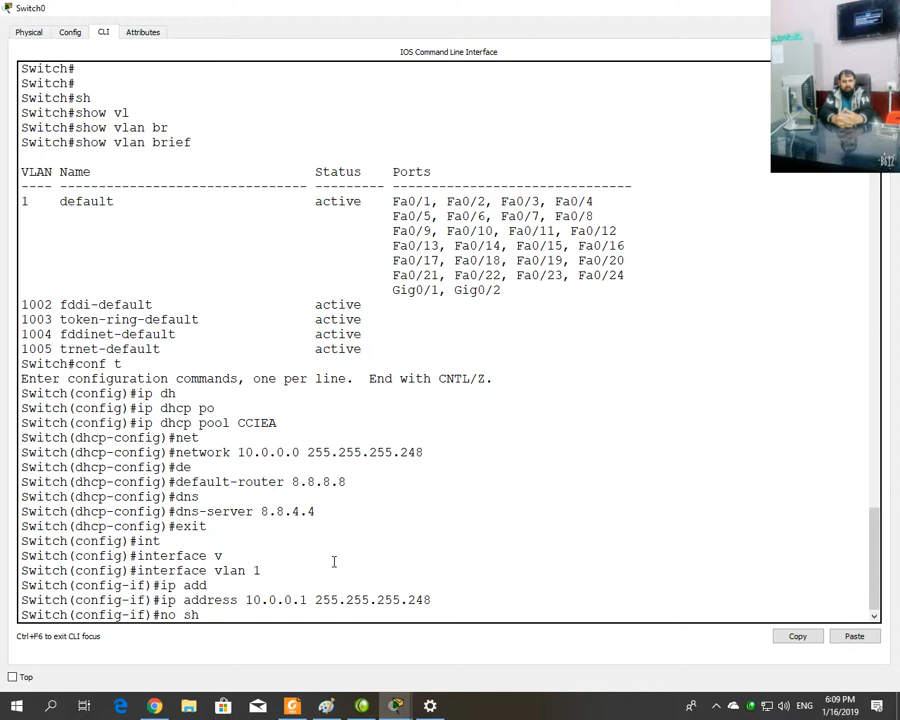 Switch0
Physical Config CLI Attributes
IOS Command Line Interface
Switch#
Switch#
Switch#sh
Switch#show vl
Switch#show vlan br
Switch#show vlan brief
VLAN Name Status Ports
---- -------------------------------- --------- -------------------------------
1 default active Fa0/1, Fa0/2, Fa0/3, Fa0/4
Fa0/5, Fa0/6, Fa0/7, Fa0/8
Fa0/9, Fa0/10, Fa0/11, Fa0/12
Fa0/13, Fa0/14, Fa0/15, Fa0/16
Fa0/17, Fa0/18, Fa0/19, Fa0/20
Fa0/21, Fa0/22, Fa0/23, Fa0/24
Gig0/1, Gig0/2
1002 fddi-default active
1003 token-ring-default active
1004 fddinet-default active
1005 trnet-default active
Switch#conf t
Enter configuration commands, one per line. End with CNTL/Z.
Switch(config)#ip dh
Switch(config)#ip dhcp po
Switch(config)#ip dhcp pool CCIEA
Switch(dhcp-config)#net
Switch(dhcp-config)#network 10.0.0.0 255.255.255.248
Switch(dhcp-config)#de
Switch(dhcp-config)#default-router 8.8.8.8
Switch(dhcp-config)#dns
Switch(dhcp-config)#dns-server 8.8.4.4
Switch(dhcp-config)#exit
Switch(config)#int
Switch(config)#interface v
Switch(config)#interface vlan 1
Switch(config-if)#ip add
Switch(config-if)#ip address 10.0.0.1 255.255.255.248
Switch(config-if)#no sh
Ctrl+F6 to exit CLI focus
Copy Paste
Top
ENG
6:09 PM
1/16/2019